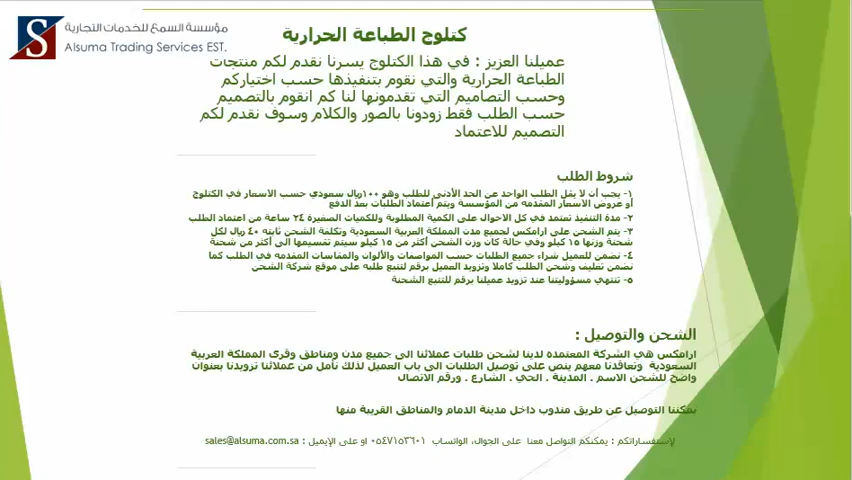 مؤسسة السمع للخدمات التجارية
Alsuma Trading Services EST.
كتلوج الطباعة الحرارية
عميلنا العزيز : في هذا الكتلوج يسرنا نقدم لكم منتجات
الطباعة الحرارية والتي نقوم بتنفيذها حسب اختياركم
وحسب التصاميم التي تقدمونها لنا كم انقوم بالتصميم
حسب الطلب فقط زودونا بالصور والكلام وسوف نقدم لكم
التصميم للاعتماد
شروط الطلب
١- يجب أن لا يقل الطلب الواحد عن الحد الأدنى للطلب وهو ١٠٠ريال سعودي حسب الاسعار في الكتلوج
أو عروض الاسعار المقدمه من المؤسسة ويتم أعتماد الطلبات بعد الدفع
٢- مدة التنفيذ تعتمد في كل الاحوال على الكمية المطلوبة وللكميات الصغيرة ٢٤ ساعة من اعتماد الطلب
٣- يتم الشحن على ارامكس لجميع مدن المملكة العربية السعودية وتكلفة الشحن ثابته ٤٠ ريال لكل
شحنة وزنها ١٥ كيلو وفي حالة كان وزن الشحن أكثر من ١٥ كيلو سيتم تقسيمها الى أكثر من شحنة
٤- نضمن للعميل شراء جميع الطلبات حسب المواصفات والألوان والمقاسات المقدمه في الطلب كما
نضمن تغليف وشحن الطلب كاملا وتزويد العميل برقم لتتبع طلبه على موقع شركة الشحن
٥- تنتهي مسؤوليتنا عند تزويد عميلنا برقم للتتبع الشحنة
الشحن والتوصيل :
ارامكس هي الشركة المعتمده لدينا لشحن طلبات عملائنا الى جميع مدن ومناطق وقرى المملكة العربية
السعودية وتعاقدنا معهم ينص على توصيل الطلبات الى باب العميل لذلك نأمل من عملائنا تزويدنا بعنوان
واضح للشحن الاسم . المدينة . الحي . الشارع . ورقم الاتصال
يمكننا التوصيل عن طريق مندوب داخل مدينة الدمام والمناطق القريبة منها
لإستفساراتكم : يمكنكم التواصل معنا على الجوال، الواتساب ٠٥٤٧١٥٣٦٠١ او على الإيميل : sales@alsuma.com.sa